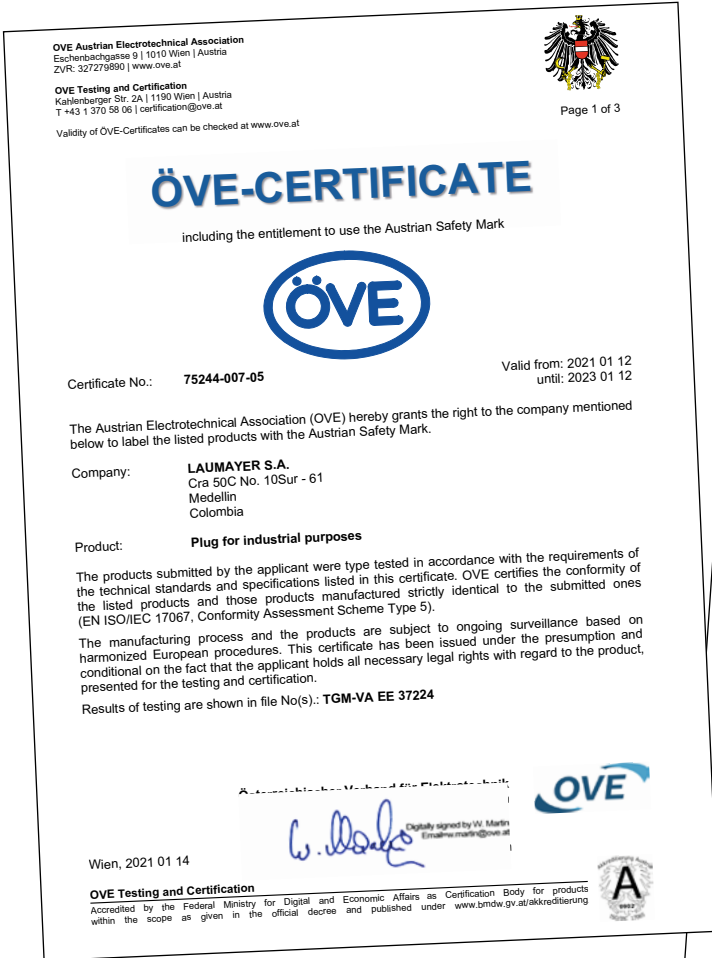 OVE Austrian Electrotechnical Association
Eschenbachgasse 9 | 1010 Wien | Austria
ZVR: 327279890 | www.ove.at
OVE Testing and Certification
Kahlenberger Str. 2A | 1190 Wien | Austria
T +43 1 370 58 06 | certification@ove.at
Validity of ÖVE-Certificates can be checked at www.ove.at
Page 1 of 3
ÖVE-CERTIFICATE
including the entitlement to use the Austrian Safety Mark
ÖVE
Certificate No.: 75244-007-05
Valid from: 2021 01 12
until: 2023 01 12
The Austrian Electrotechnical Association (OVE) hereby grants the right to the company mentioned
below to label the listed products with the Austrian Safety Mark.
Company: LAUMAYER S.A.
Cra 50C No. 10Sur - 61
Medellin
Colombia
Product: Plug for industrial purposes
The products submitted by the applicant were type tested in accordance with the requirements of
the technical standards and specifications listed in this certificate. OVE certifies the conformity of
the listed products and those products manufactured strictly identical to the submitted ones
(EN ISO/IEC 17067, Conformity Assessment Scheme Type 5).
The manufacturing process and the products are subject to ongoing surveillance based on
harmonized European procedures. This certificate has been issued under the presumption and
conditional on the fact that the applicant holds all necessary legal rights with regard to the product,
presented for the testing and certification.
Results of testing are shown in file No(s).: TGM-VA EE 37224
OVE
Digitally signed by W. Martin
Email=w.martin@ove.at
Wien, 2021 01 14
OVE Testing and Certification
Accredited by the Federal Ministry for Digital and Economic Affairs as Certification Body for products
within the scope as given in the official decree and published under www.bmdw.gv.at/akkreditierung
A
0902